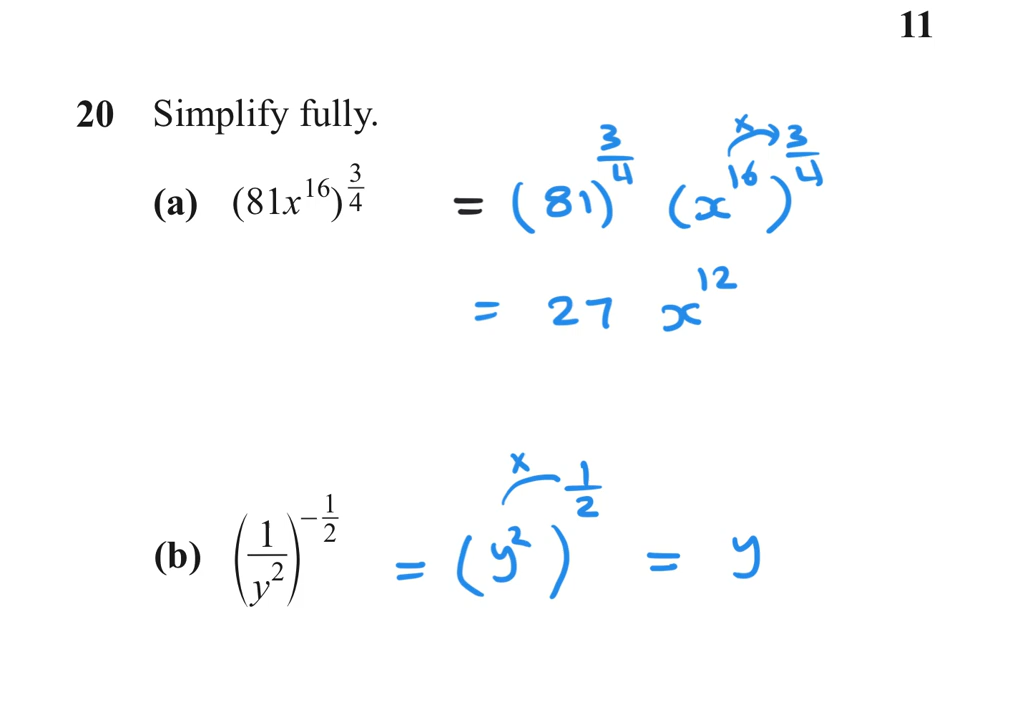 11
20 Simplify fully.
(a) (81x^16)^(3/4) = (81)^(3/4) (x^16)^(3/4) ×
= 27 x^12
(b) (1/y^2)^(-1/2) = (y^2)^(1/2) × = y